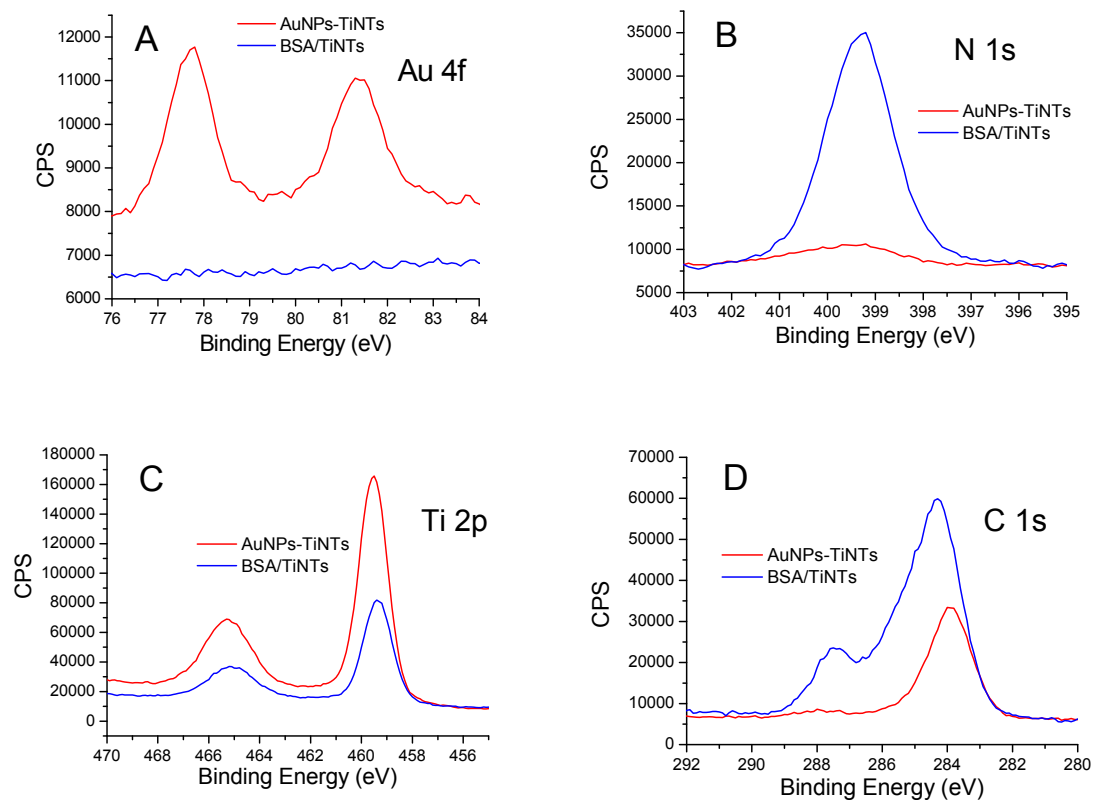 A
AuNPs-TiNTs
BSA/TiNTs
Au 4f
CPS
12000
11000
10000
9000
8000
7000
6000
76 77 78 79 80 81 82 83 84
Binding Energy (eV)
B
N 1s
AuNPs-TiNTs
BSA/TiNTs
CPS
35000
30000
25000
20000
15000
10000
5000
403 402 401 400 399 398 397 396 395
Binding Energy (eV)
C
Ti 2p
AuNPs-TiNTs
BSA/TiNTs
CPS
180000
160000
140000
120000
100000
80000
60000
40000
20000
0
470 468 466 464 462 460 458 456
Binding Energy (eV)
D
C 1s
AuNPs-TiNTs
BSA/TiNTs
CPS
70000
60000
50000
40000
30000
20000
10000
0
292 290 288 286 284 282 280
Binding Energy (eV)